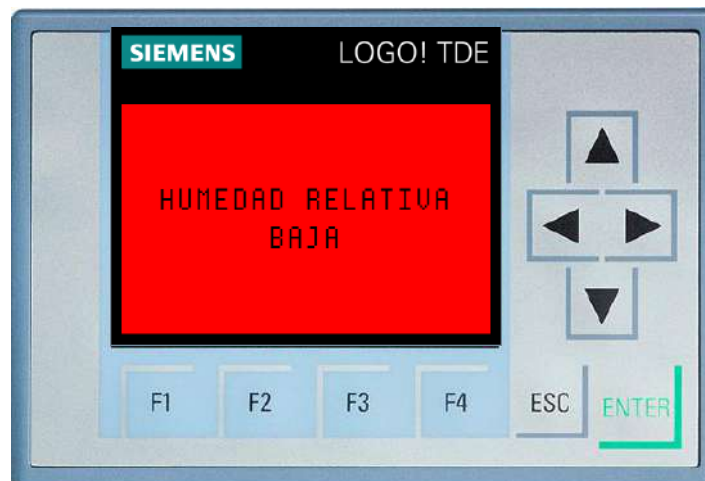 SIEMENS LOGO! TDE
HUMEDAD RELATIVA
BAJA
F1 F2 F3 F4 ESC ENTER